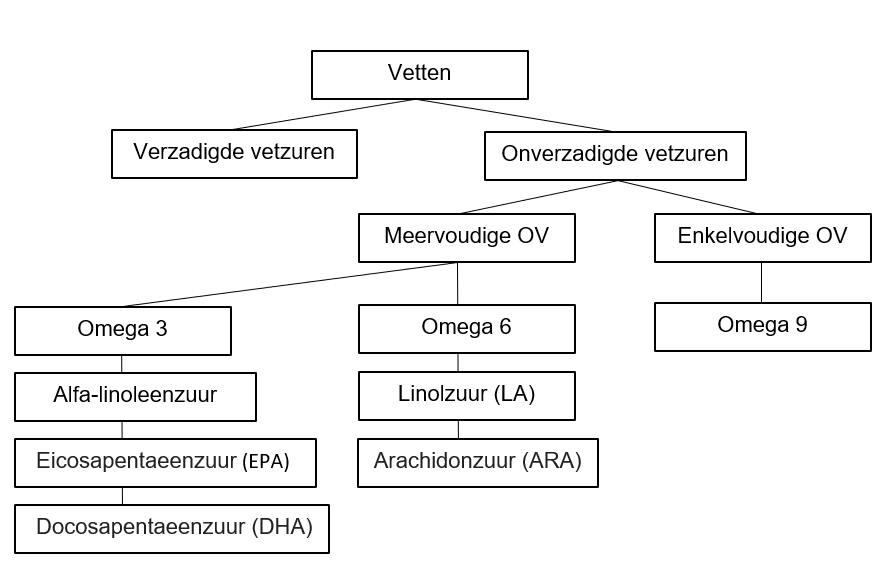 Vetten
Verzadigde vetzuren
Onverzadigde vetzuren
Meervoudige OV
Enkelvoudige OV
Omega 3
Omega 6
Omega 9
Alfa-linoleenzuur
Linolzuur (LA)
Eicosapentaeenzuur (EPA)
Arachidonzuur (ARA)
Docosapentaeenzuur (DHA)